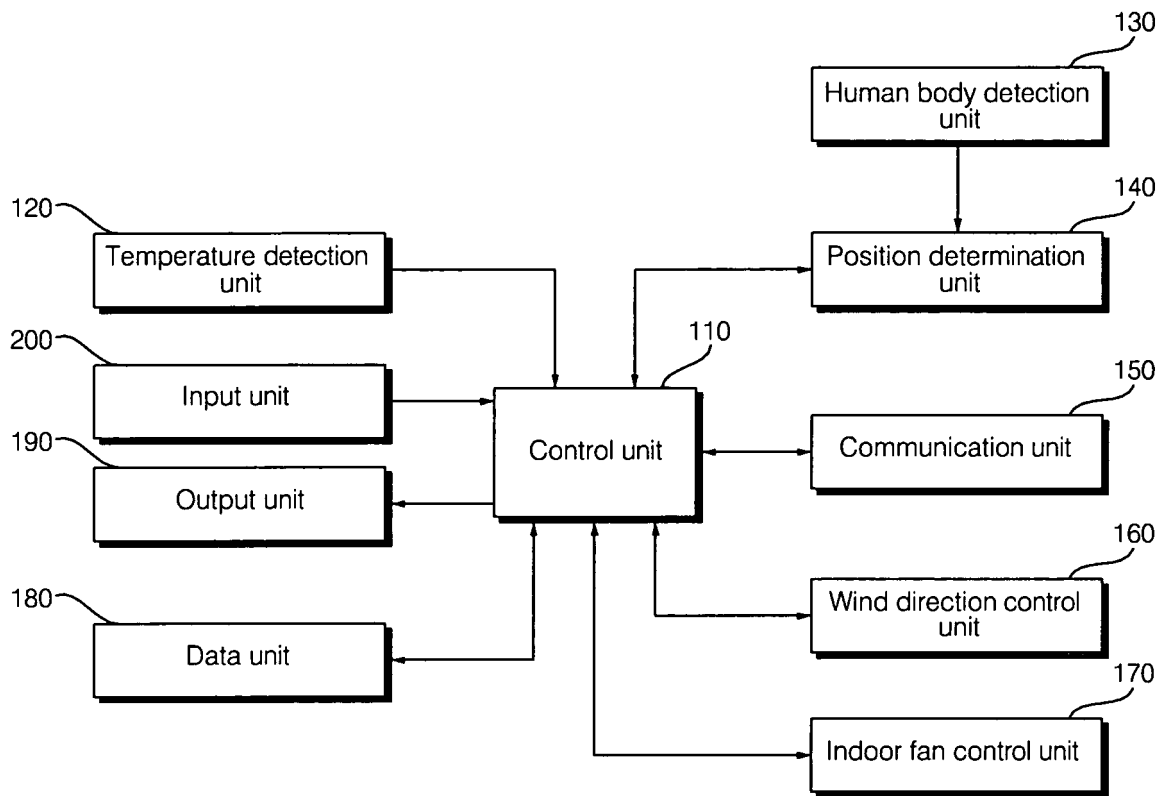 130
Human body detection
unit
120
Temperature detection
unit
140
Position determination
unit
200
Input unit
110
Control unit
150
Communication unit
190
Output unit
160
Wind direction control
unit
180
Data unit
170
Indoor fan control unit